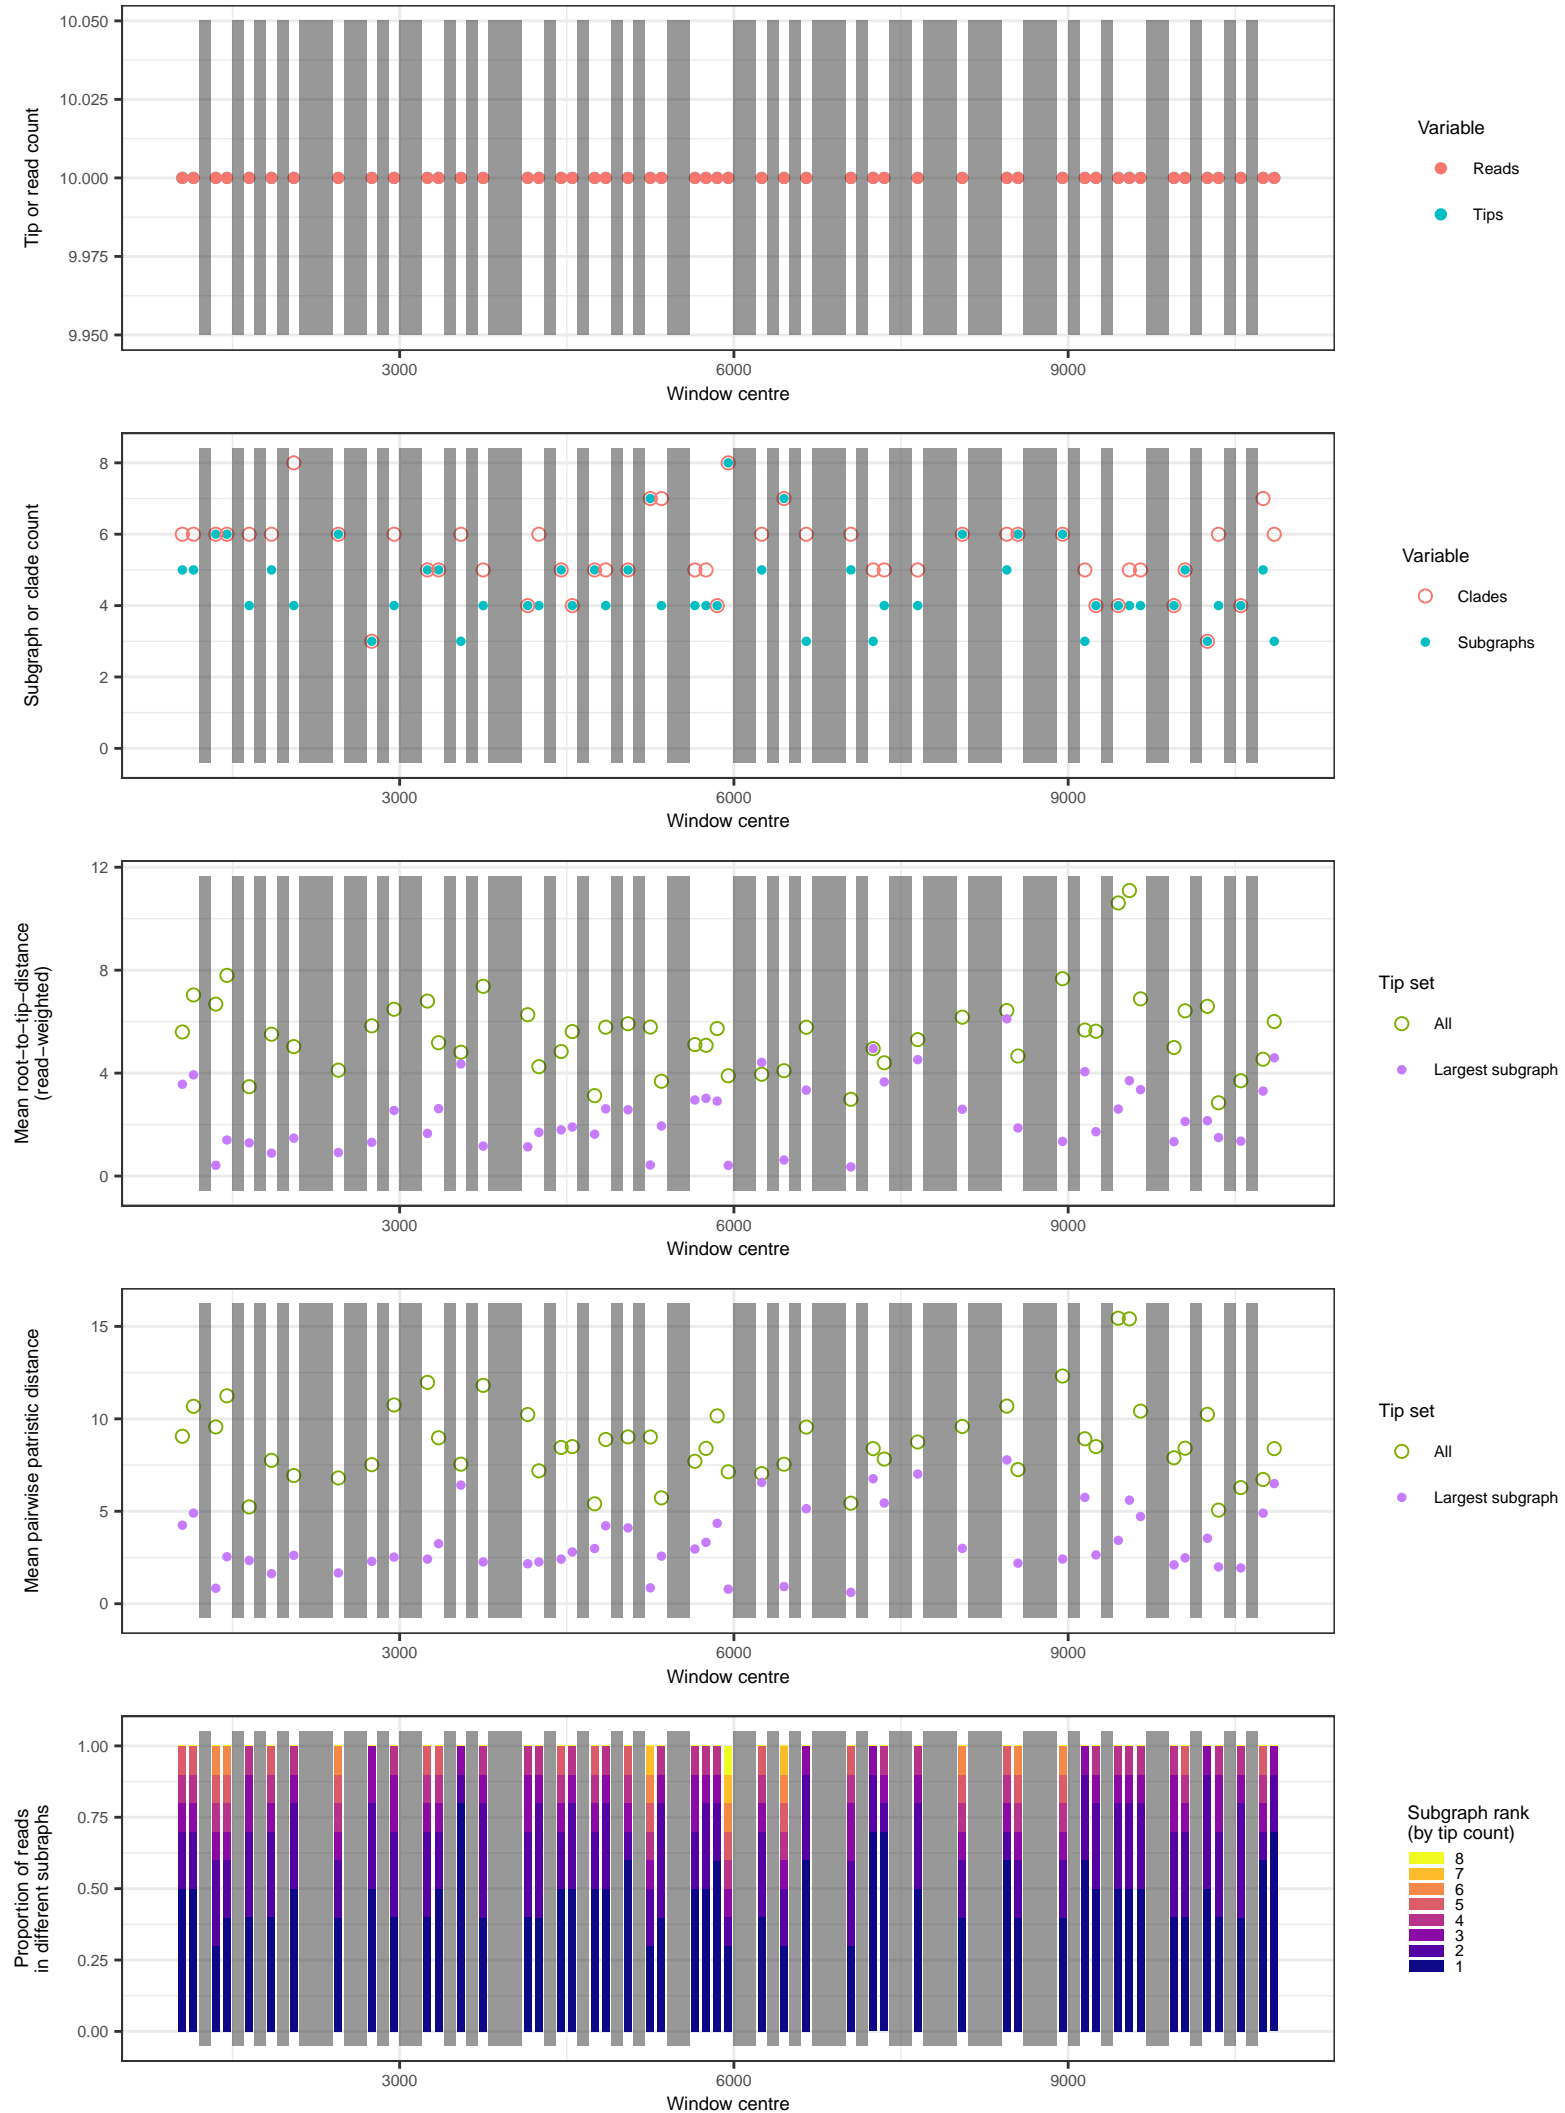 10.050
10.025
10.000
9.975
9.950
Tip or read count
3000
6000
9000
Window centre
Variable
Reads
Tips
8
6
4
2
0
Subgraph or clade count
3000
6000
9000
Window centre
Variable
Clades
Subgraphs
12
8
4
0
Mean root−to−tip−distance
(read−weighted)
3000
6000
9000
Window centre
Tip set
All
Largest subgraph
15
10
5
0
Mean pairwise patristic distance
3000
6000
9000
Window centre
Tip set
All
Largest subgraph
1.00
0.75
0.50
0.25
0.00
Proportion of reads
in different subraphs
3000
6000
9000
Window centre
Subgraph rank
(by tip count)
8
7
6
5
4
3
2
1